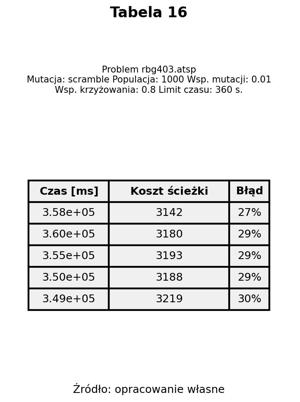 Tabela 16
Problem rbg403.atsp
Mutacja: scramble Populacja: 1000 Wsp. mutacji: 0.01
Wsp. krzyżowania: 0.8 Limit czasu: 360 s.
Czas [ms] Koszt ścieżki Błąd
3.58e+05 3142 27%
3.60e+05 3180 29%
3.55e+05 3193 29%
3.50e+05 3188 29%
3.49e+05 3219 30%
Źródło: opracowanie własne